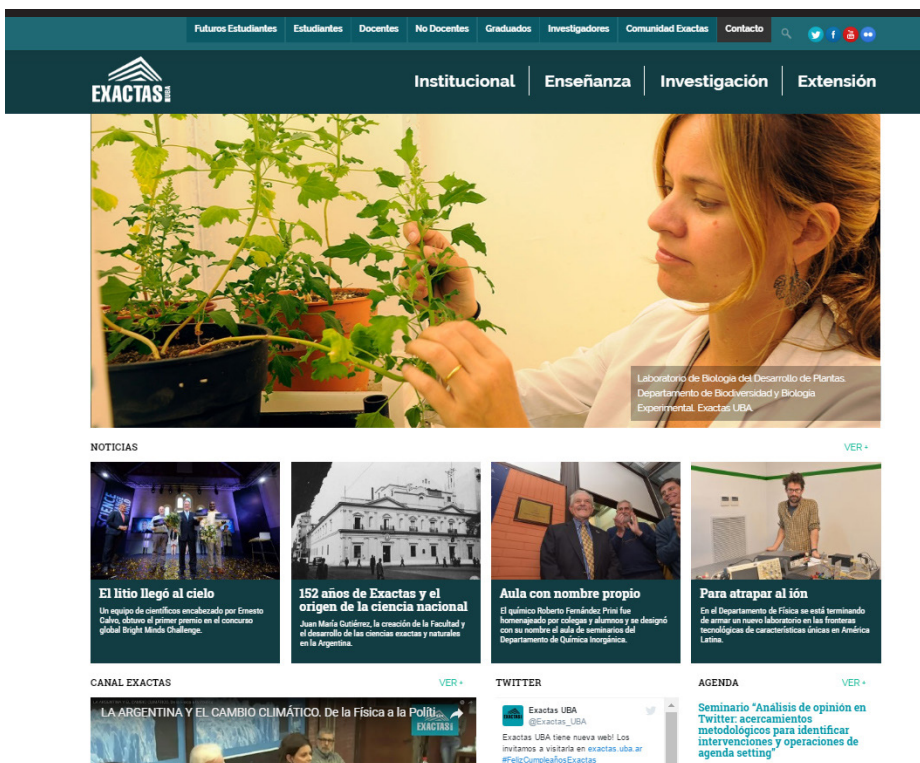 Futuros Estudiantes Estudiantes Docentes No Docentes Graduados Investigadores Comunidad Exactas Contacto
EXACTAS UBA
Institucional Enseñanza Investigación Extensión
Laboratorio de Biología del Desarrollo de Plantas.
Departamento de Biodiversidad y Biología
Experimental. Exactas UBA
NOTICIAS VER +
SCIENCE
El litio llegó al
cielo
Un equipo de científicos encabezado por Ernesto
Calvo, obtuvo el primer premio en el concurso
global Bright Minds Challenge.
152 años de Exactas y el
origen de la ciencia nacional
Juan María Gutiérrez, la creación de la Facultad y
el desarrollo de las ciencias exactas y naturales
en la Argentina.
Aula con nombre propio
El químico Roberto Fernández Prini fue
homenajeado por colegas y alumnos y se designó
con su nombre el aula de seminarios del
Departamento de Química Inorgánica.
Para atrapar al
ión
En el Departamento de Física se está terminando
de armar un nuevo laboratorio en las fronteras
tecnológicas de características únicas en América
Latina.
CANAL EXACTAS VER +
LA ARGENTINA Y EL CAMBIO CLIMÁTICO. De la Física a la Políti...
EXACTAS
TWITTER
Exactas UBA
@Exactas_UBA
Exactas UBA tiene nueva web! Los
invitamos a visitarla en exactas.uba.ar
#FelizCumpleañosExactas
AGENDA VER +
Seminario “Análisis de opinión en
Twitter: acercamientos
metodológicos para identificar
intervenciones y operaciones de
agenda setting”